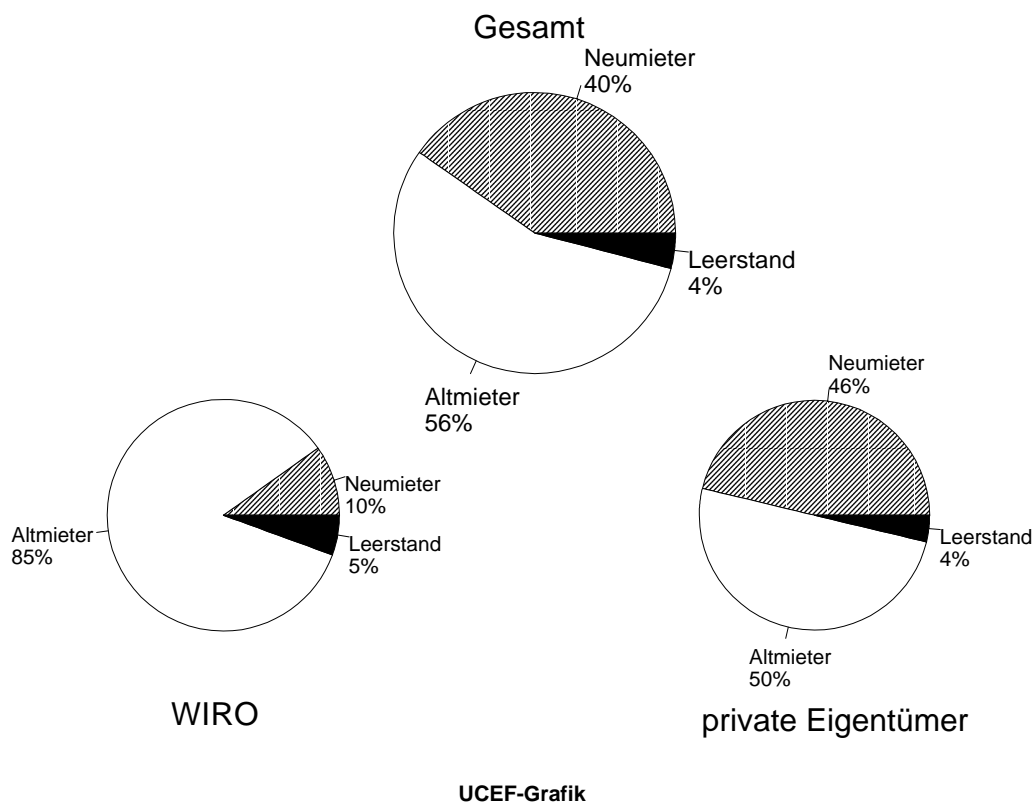 Gesamt
Neumieter
40%
Leerstand
4%
Altmieter
56%
Neumieter
10%
Leerstand
5%
Altmieter
85%
WIRO
Neumieter
46%
Leerstand
4%
Altmieter
50%
private Eigentümer
UCEF-Grafik